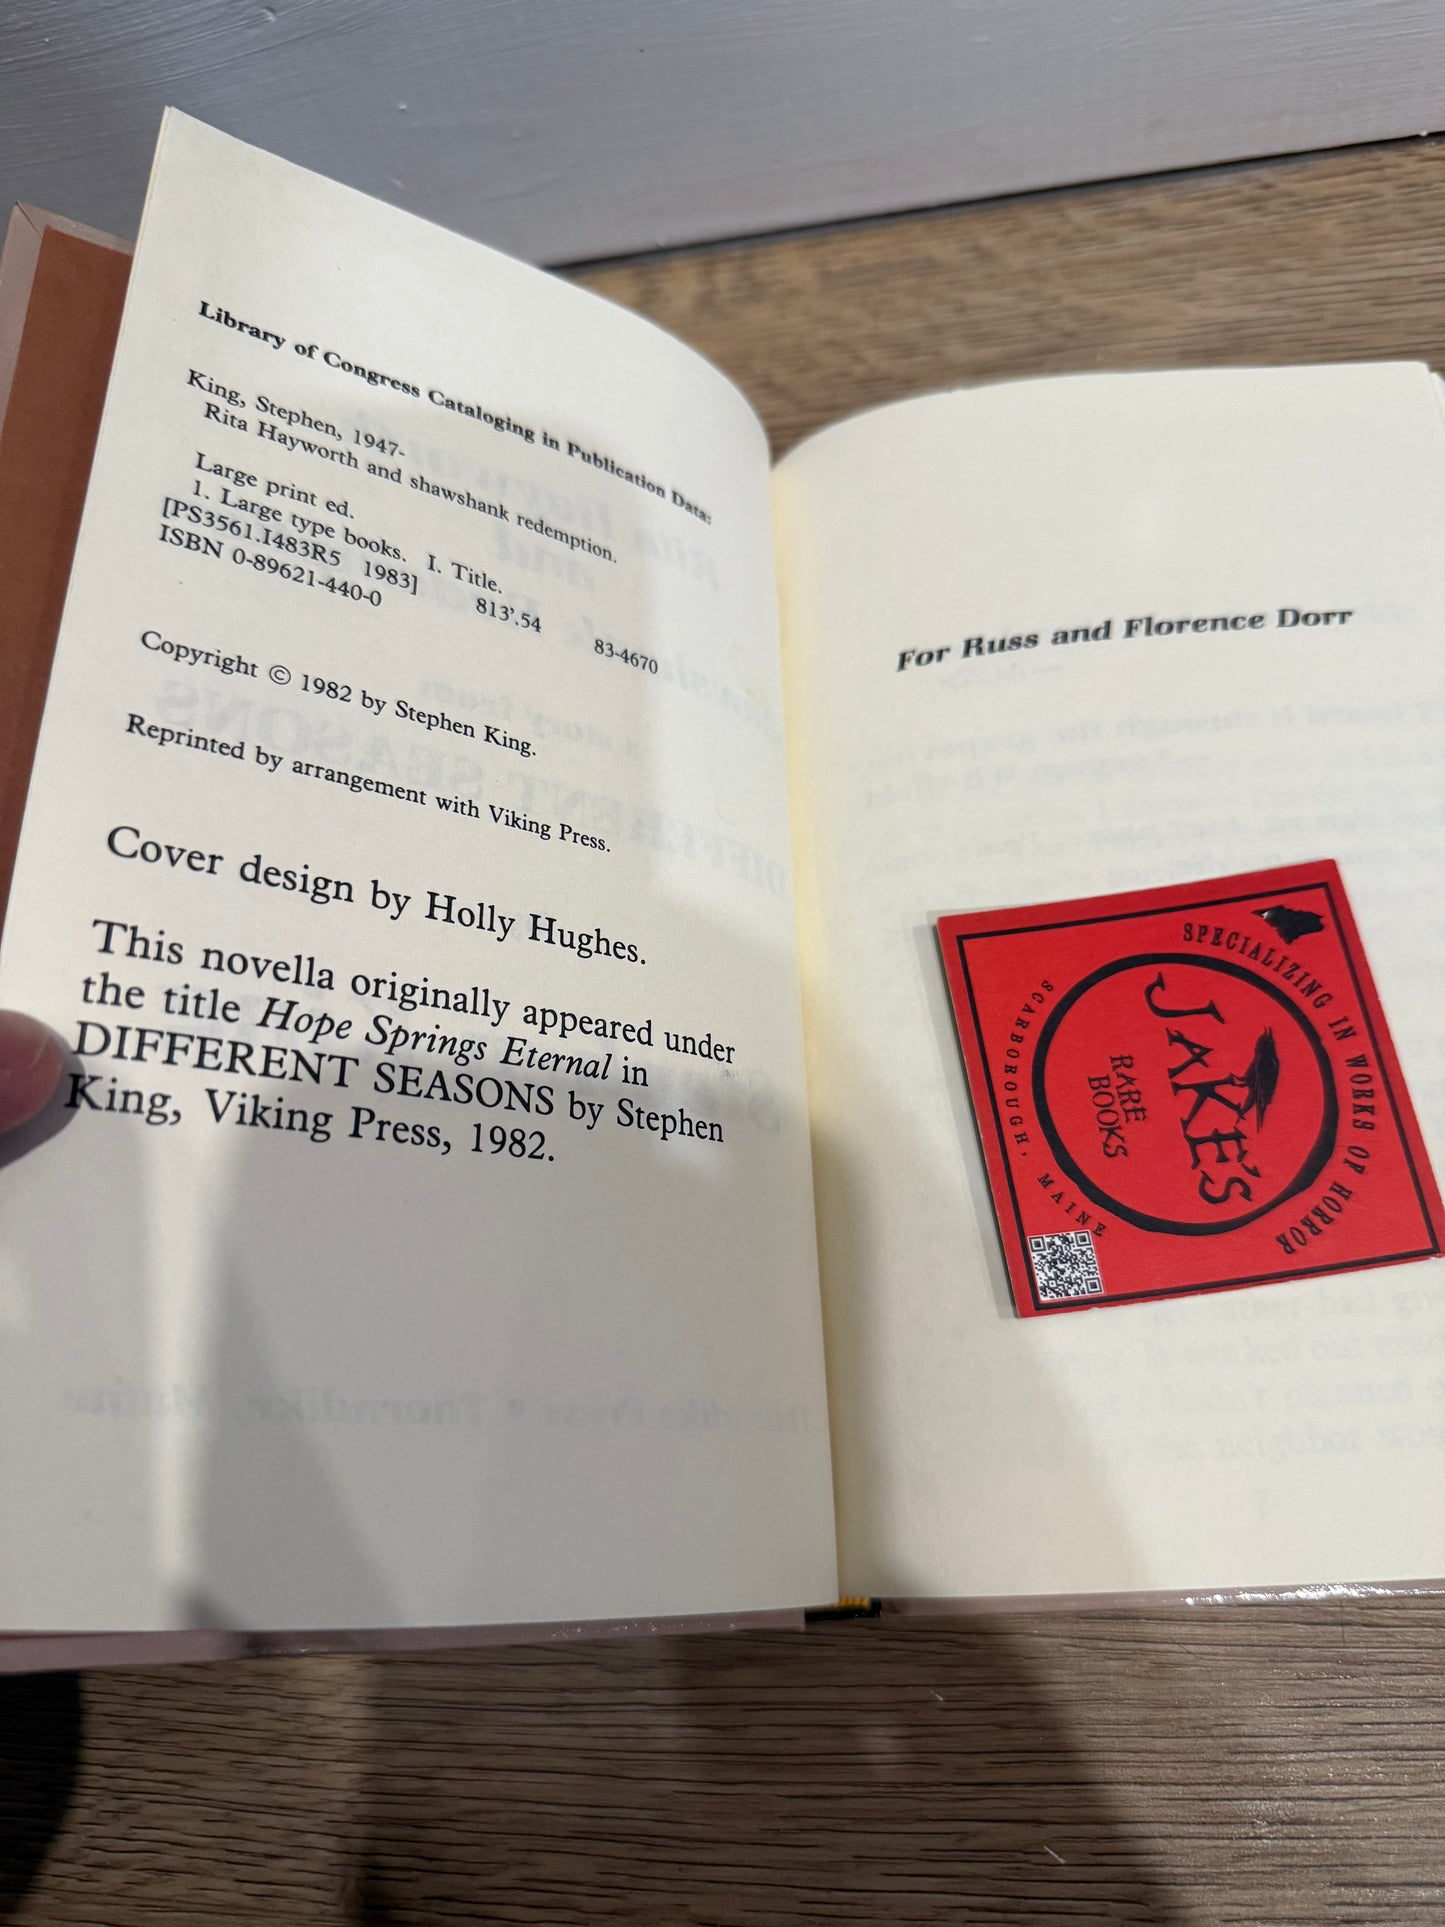 Library of Congress Cataloging in Publication Data:
King, Stephen, 1947-
Rita Hayworth and shawshank redemption.
Large print ed.
1. Large type books. I. Title.
[PS3561.I483R5 1983] 813'.54 83-4670
ISBN 0-89621-440-0
Copyright © 1982 by Stephen King.
Reprinted by arrangement with Viking Press.
Cover design by Holly Hughes.
This novella originally appeared under
the title Hope Springs Eternal in
DIFFERENT SEASONS by Stephen
King, Viking Press, 1982.
For Russ and Florence Dorr
SPECIALIZING IN WORKS OF HORROR
JAKE'S
RARE
BOOKS
SCARBOROUGH, MAINE